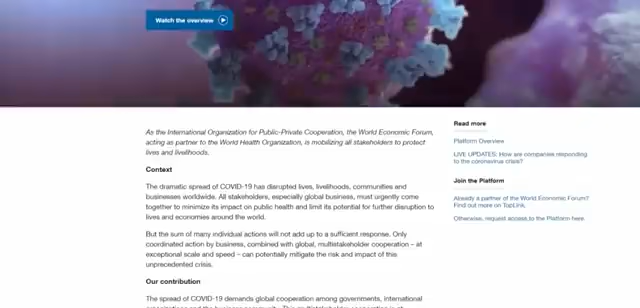 Watch the overview
As the International Organization for Public-Private Cooperation, the World Economic Forum,
acting as partner to the World Health Organization, is mobilizing all stakeholders to protect
lives and livelihoods.
Context
The dramatic spread of COVID-19 has disrupted lives, livelihoods, communities and
businesses worldwide. All stakeholders, especially global business, must urgently come
together to minimize its impact on public health and limit its potential for further disruption to
lives and economies around the world.
But the sum of many individual actions will not add up to a sufficient response. Only
coordinated action by business, combined with global, multistakeholder cooperation – at
exceptional scale and speed – can potentially mitigate the risk and impact of this
unprecedented crisis.
Our contribution
The spread of COVID-19 demands global cooperation among governments, international
Read more
Platform Overview
LIVE UPDATES: How are companies responding
to the coronavirus crisis?
Join the Platform
Already a partner of the World Economic Forum?
Find out more on TopLink.
Otherwise, request access to the Platform here.